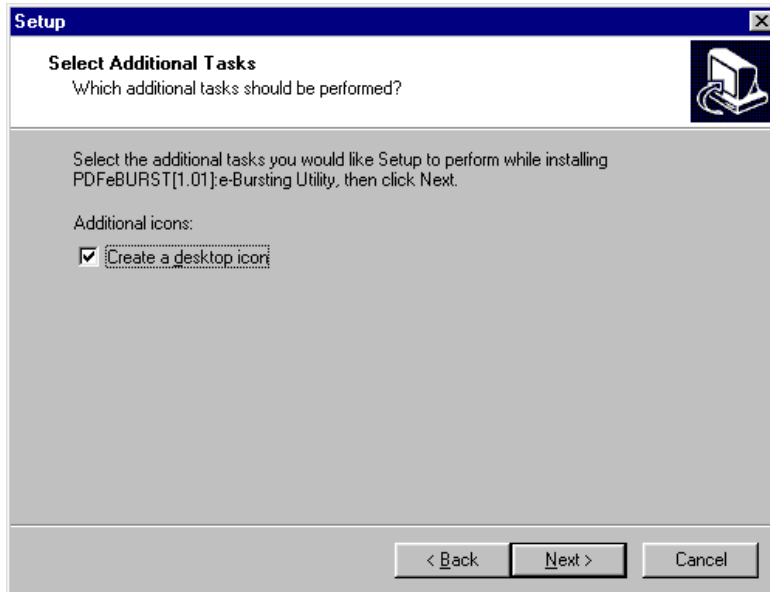 Setup
Select Additional Tasks
Which additional tasks should be performed?
Select the additional tasks you would like Setup to perform while installing
PDFeBURST[1.01]:e-Bursting Utility, then click Next.
Additional icons:
Create a desktop icon
< Back Next > Cancel